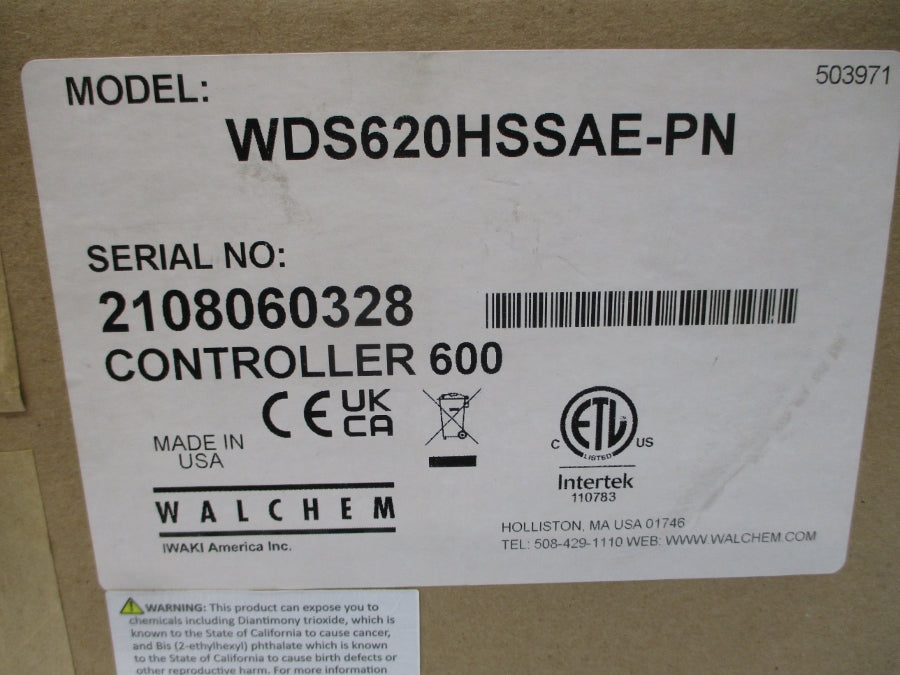 503971
MODEL:
WDS620HSSAE-PN
SERIAL NO:
2108060328
CONTROLLER 600
CE UK CA
MADE IN
USA
C ETL US
LISTED
Intertek
110783
WALCHEM
IWAKI America Inc.
HOLLISTON, MA USA 01746
TEL: 508-429-1110 WEB: WWW.WALCHEM.COM
WARNING: This product can expose you to
chemicals including Diantimony trioxide, which is
known to the State of California to cause cancer,
and Bis (2-ethylhexyl) phthalate which is known
to the State of California to cause birth defects or
other reproductive harm. For more information